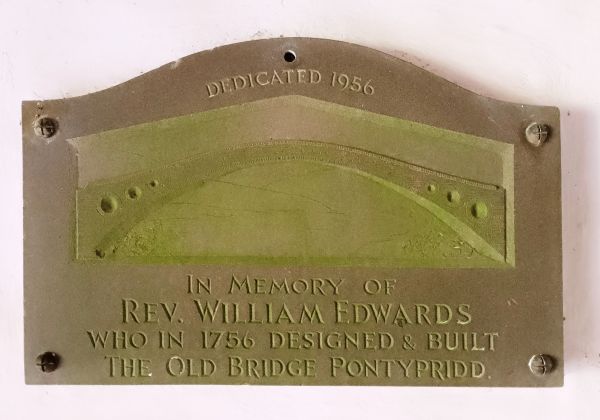 DEDICATED 1956
IN MEMORY OF
REV. WILLIAM EDWARDS
WHO IN 1756 DESIGNED & BUILT
THE OLD BRIDGE PONTYPRIDD.